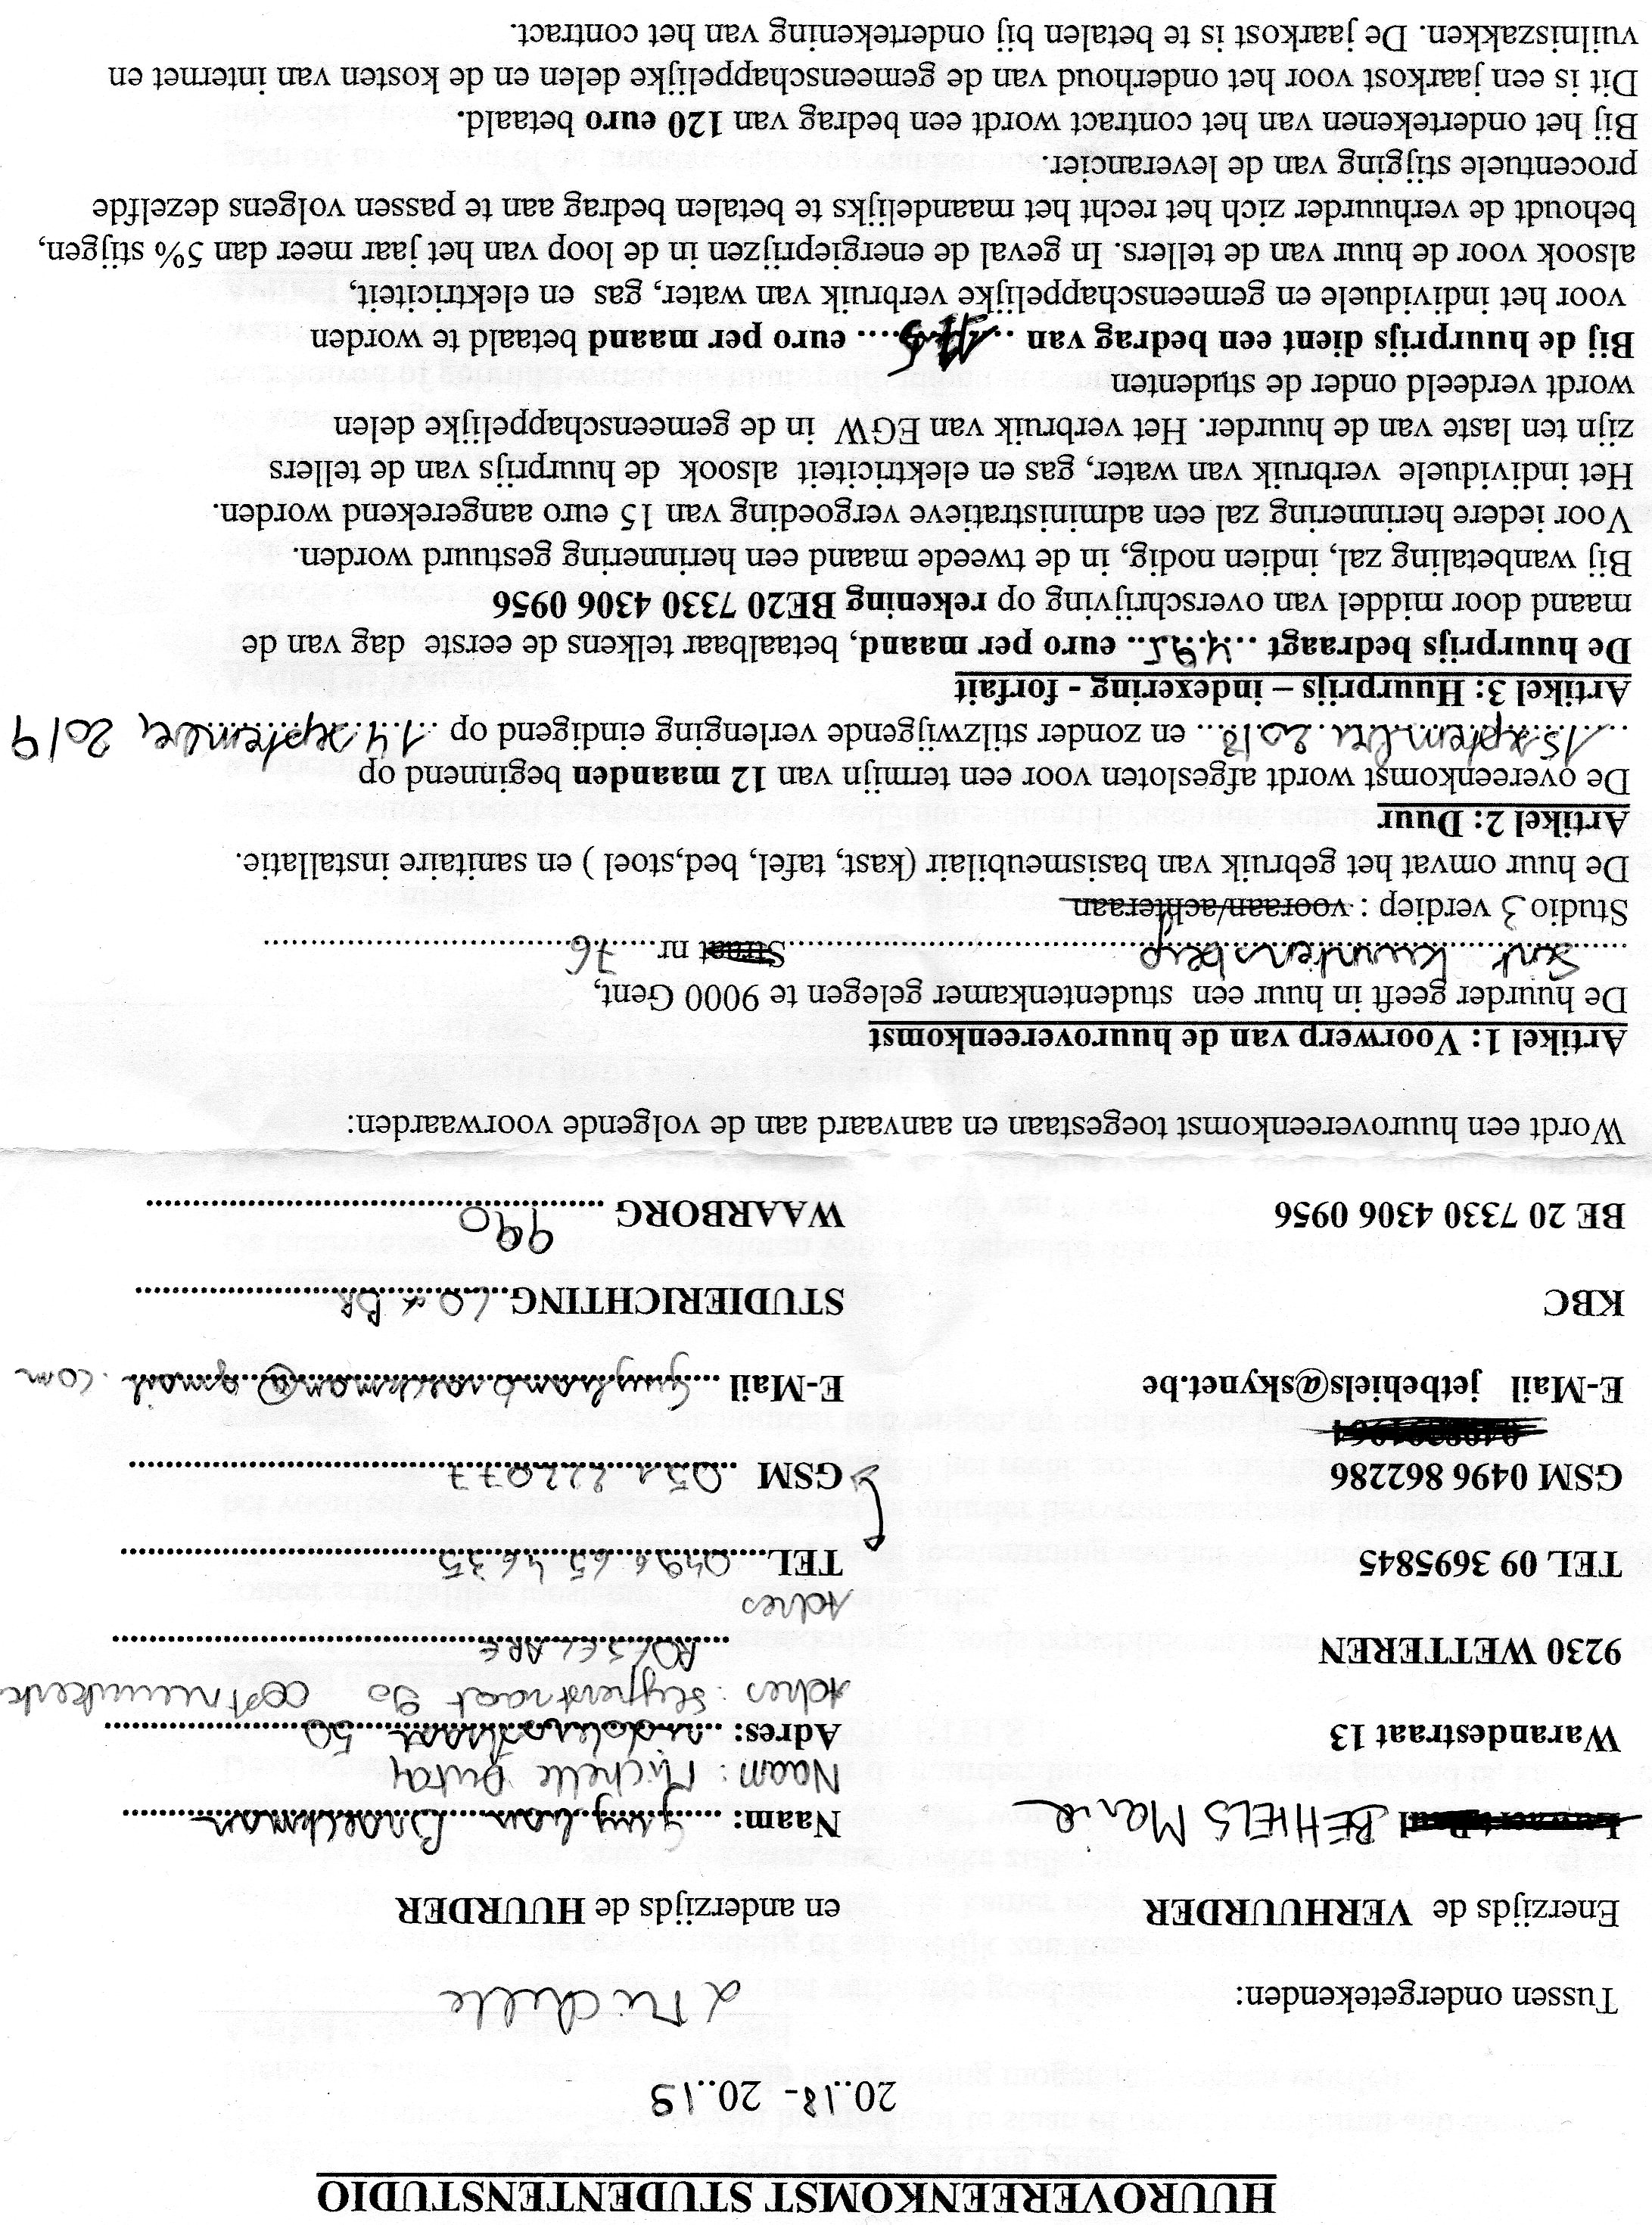 HUUROVEREENKOMST STUDENTENSTUDIO
20..18- 20..19
Tussen ondergetekenden:
& Michelle
Enerzijds de VERHUURDER
en anderzijds de HUURDER
BEHIELS Maria
Naam: Guylian Braeckman
Naam: Michelle Dutoy
Warandestraat 13
Adres: ridderstraat 50
Adres: Slyperstraat 90 oostnieuwkerke
9230 WETTEREN
ROESELARE
Adres
TEL 09 3695845
TEL....0496 65 46 35
GSM 0496 862286
GSM ..051 222077
E-Mail jetbehiels@skynet.be
E-Mail ...guylianbraeckman@gmail.com
KBC
STUDIERICHTING..LO & BR
BE 20 7330 4306 0956
WAARBORG ......990
Wordt een huurovereenkomst toegestaan en aanvaard aan de volgende voorwaarden:
Artikel 1: Voorwerp van de huurovereenkomst
De huurder geeft in huur een studentenkamer gelegen te 9000 Gent,
Sint Kwintensberg Straat nr.....76
Studio 3 verdiep : vooraan/achteraan
De huur omvat het gebruik van basismeubilair (kast, tafel, bed,stoel ) en sanitaire installatie.
Artikel 2: Duur
De overeenkomst wordt afgesloten voor een termijn van 12 maanden beginnend op
...15 september 2018... en zonder stilzwijgende verlenging eindigend op ..14 september 2019
Artikel 3: Huurprijs – indexering - forfait
De huurprijs bedraagt ..495.. euro per maand, betaalbaar telkens de eerste dag van de
maand door middel van overschrijving op rekening BE20 7330 4306 0956
Bij wanbetaling zal, indien nodig, in de tweede maand een herinnering gestuurd worden.
Voor iedere herinnering zal een administratieve vergoeding van 15 euro aangerekend worden.
Het individuele verbruik van water, gas en elektriciteit alsook de huurprijs van de tellers
zijn ten laste van de huurder. Het verbruik van EGW in de gemeenschappelijke delen
wordt verdeeld onder de studenten
Bij de huurprijs dient een bedrag van .......... euro per maand betaald te worden
voor het individuele en gemeenschappelijke verbruik van water, gas en elektriciteit,
alsook voor de huur van de tellers. In geval de energieprijzen in de loop van het jaar meer dan 5% stijgen,
behoudt de verhuurder zich het recht het maandelijks te betalen bedrag aan te passen volgens dezelfde
procentuele stijging van de leverancier.
Bij het ondertekenen van het contract wordt een bedrag van 120 euro betaald.
Dit is een jaarkost voor het onderhoud van de gemeenschappelijke delen en de kosten van internet en
vuilniszakken. De jaarkost is te betalen bij ondertekening van het contract.